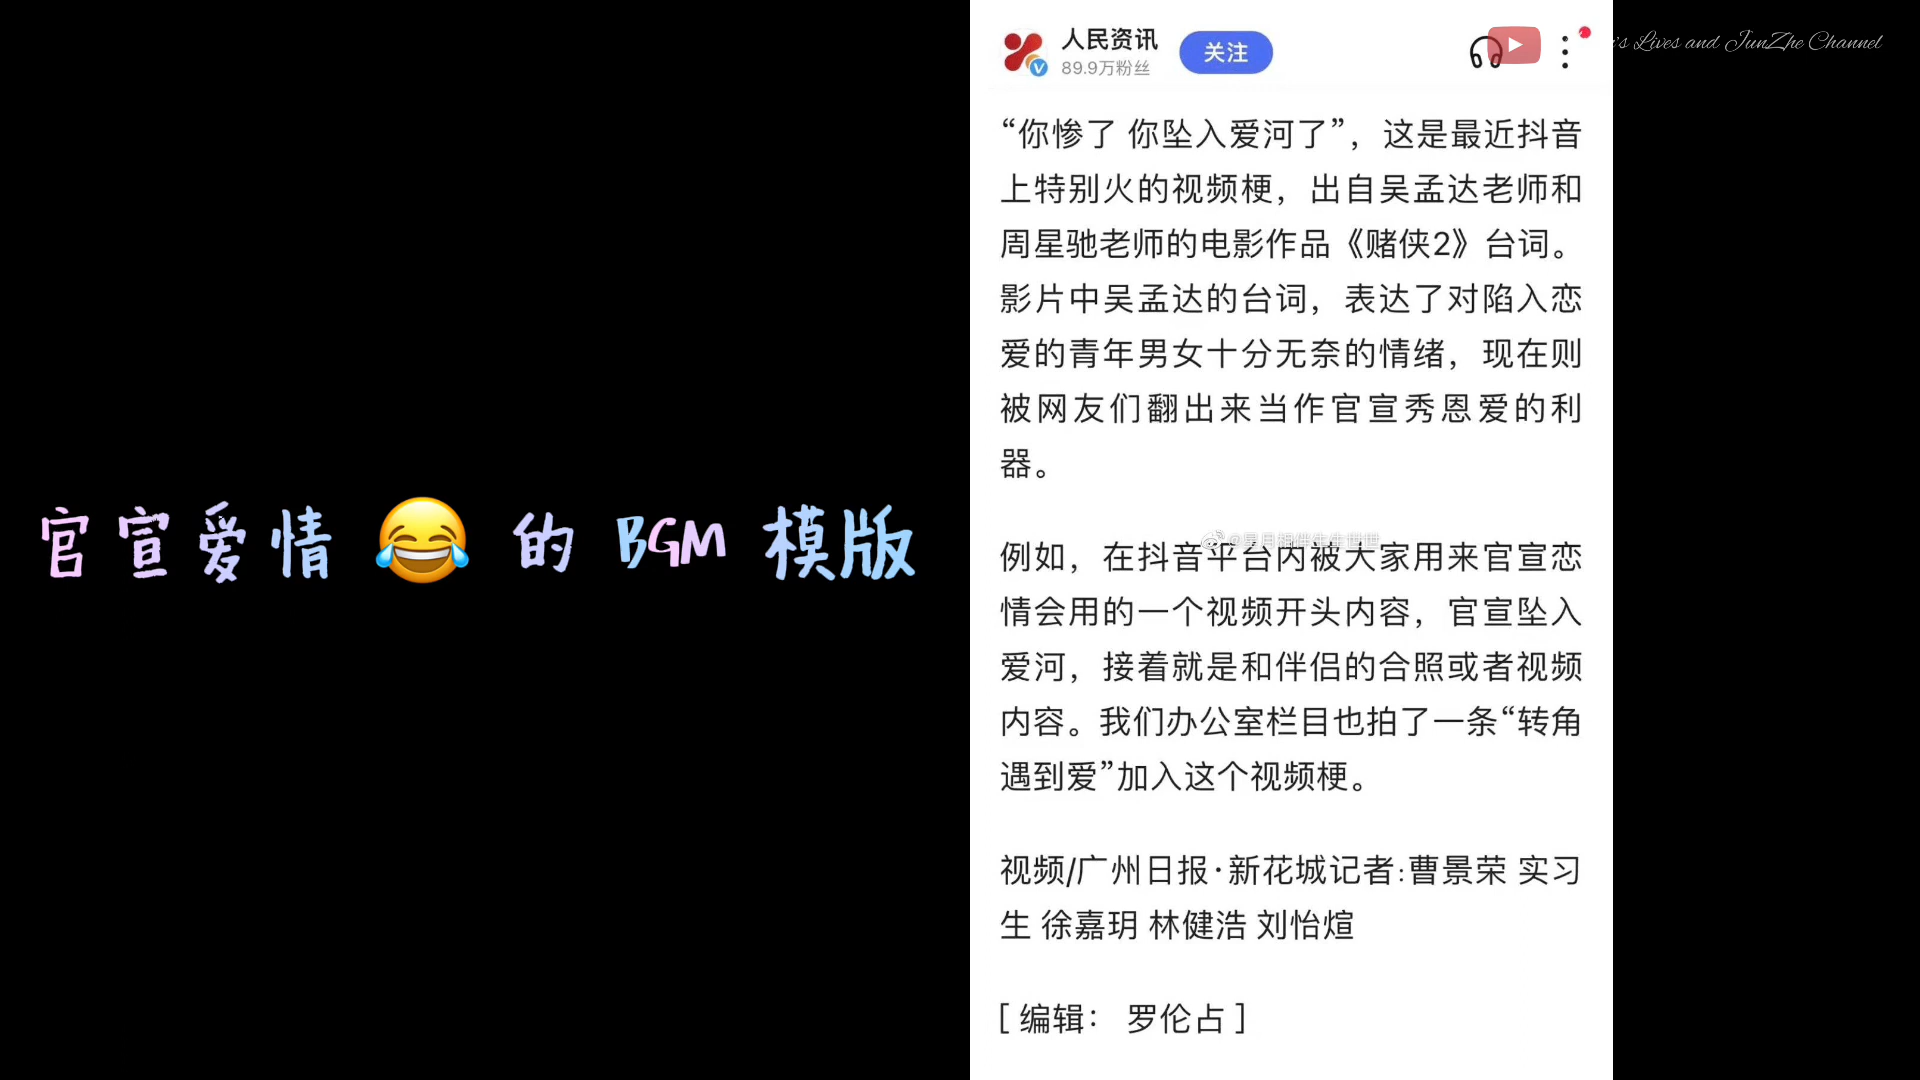 官宣爱情😂的 BGM 模版
人民资讯
89.9万粉丝
关注
's Lives and JunZhe Channel
“你惨了 你坠入爱河了”，这是最近抖音
上特别火的视频梗，出自吴孟达老师和
周星驰老师的电影作品《赌侠2》台词。
影片中吴孟达的台词，表达了对陷入恋
爱的青年男女十分无奈的情绪，现在则
被网友们翻出来当作官宣秀恩爱的利
器。
例如，在抖音平台内被大家用来官宣恋
情会用的一个视频开头内容，官宣坠入
爱河，接着就是和伴侣的合照或者视频
内容。我们办公室栏目也拍了一条“转角
遇到爱”加入这个视频梗。
视频/广州日报·新花城记者:曹景荣 实习
生 徐嘉玥 林健浩 刘怡煊
[ 编辑： 罗伦占 ]